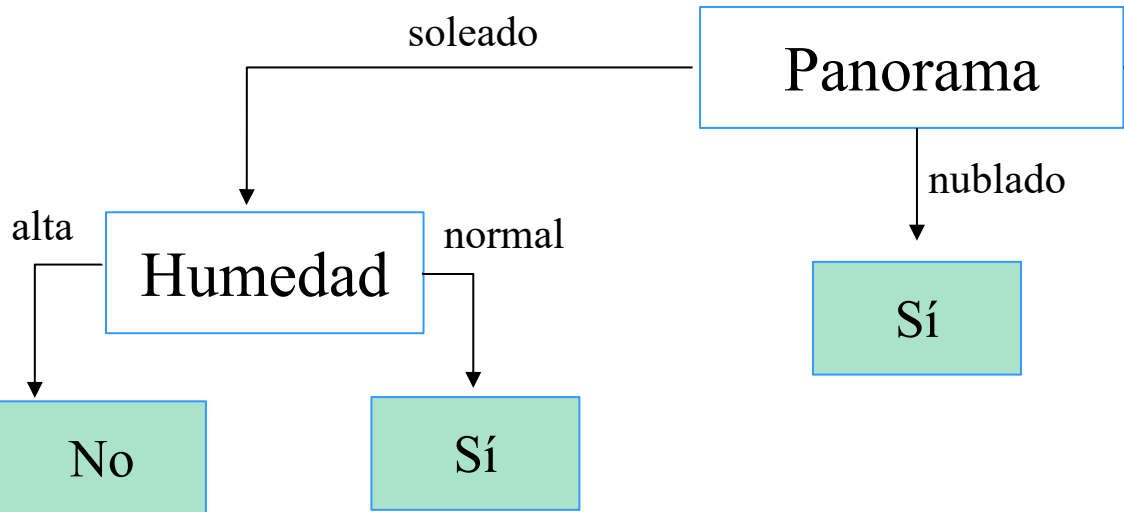 soleado
Panorama
nublado
alta
normal
Humedad
Sí
No
Sí